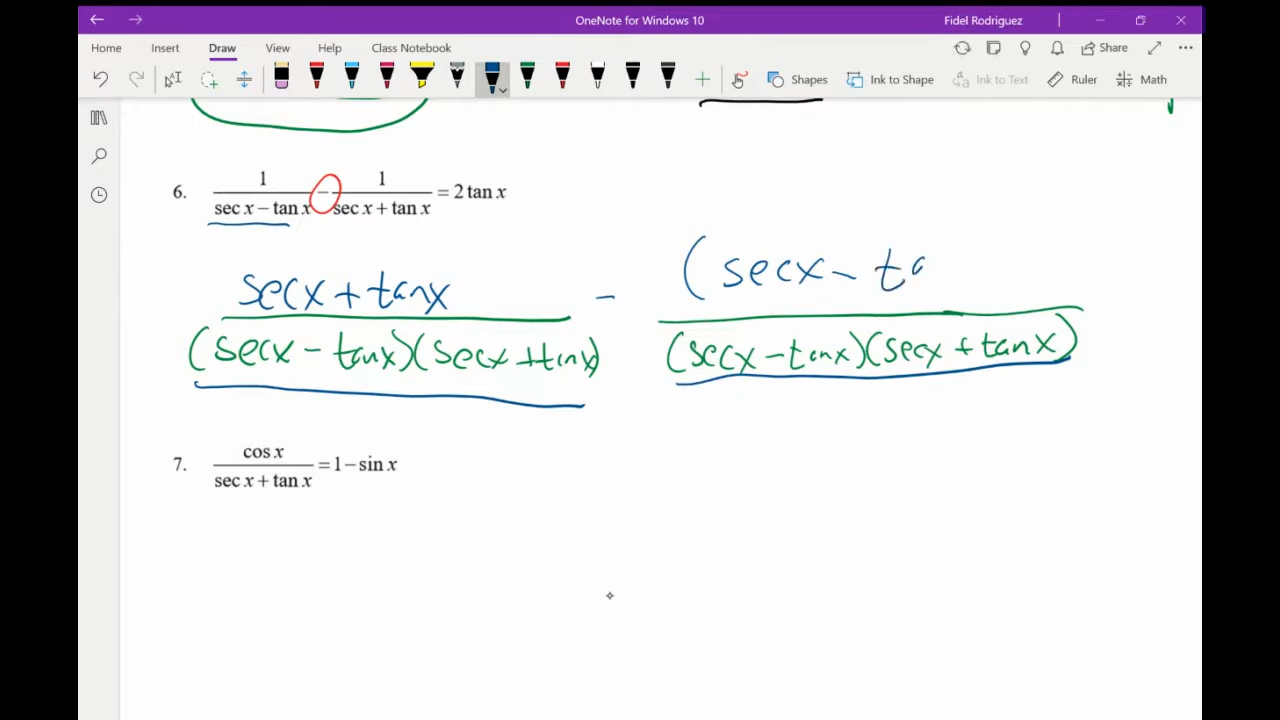 OneNote for Windows 10
Fidel Rodriguez
Home Insert Draw View Help Class Notebook
Share
Shapes Ink to Shape Ink to Text Ruler Math
6. 1 / (sec x − tan x) − 1 / (sec x + tan x) = 2 tan x
secx + tanx − (secx − ta
(secx − tanx)(secx + tanx) (secx − tanx)(secx + tanx)
7. cos x / (sec x + tan x) = 1 − sin x